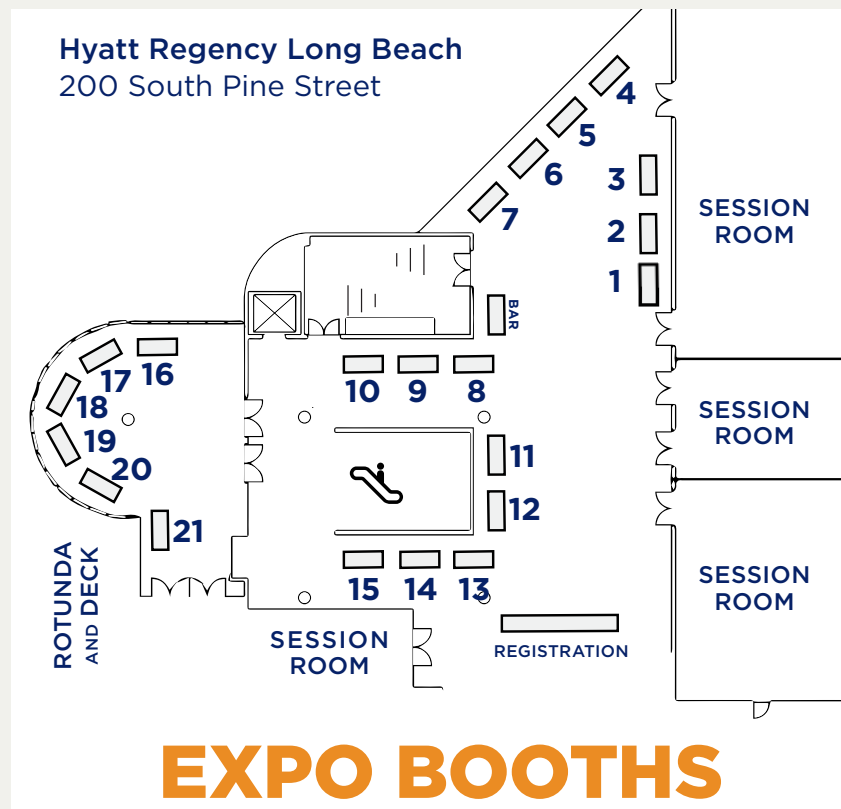 Hyatt Regency Long Beach
200 South Pine Street
4
5
6
7
3
2
1
SESSION
ROOM
BAR
10
9
8
16
17
18
19
20
21
11
12
SESSION
ROOM
15
14
13
SESSION
ROOM
ROTUNDA
AND DECK
SESSION
ROOM
REGISTRATION
EXPO BOOTHS